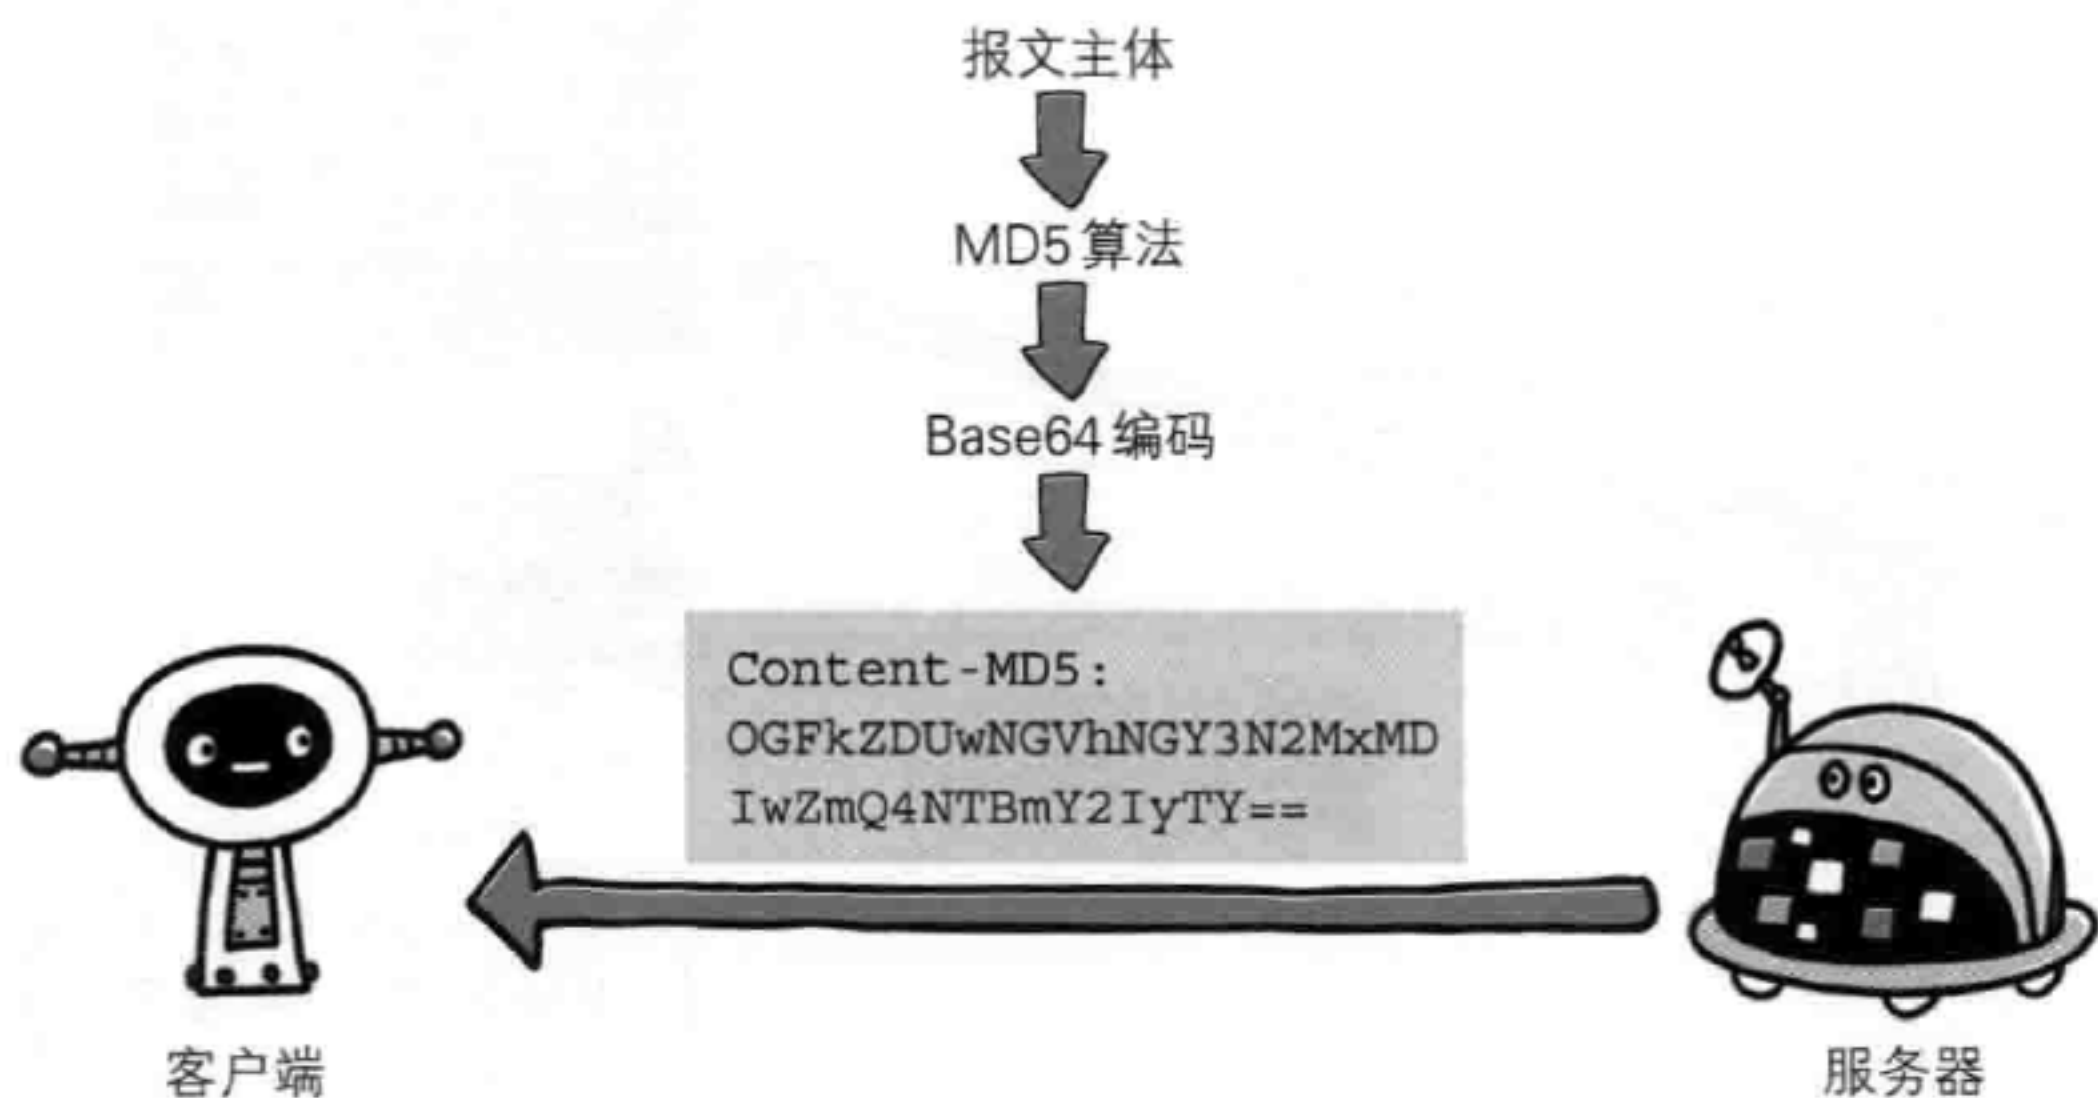 报文主体
MD5算法
Base64编码
Content-MD5:
OGFkZDUwNGVhNGY3N2MxMD
IwZmQ4NTBmY2IyTY==
客户端
服务器